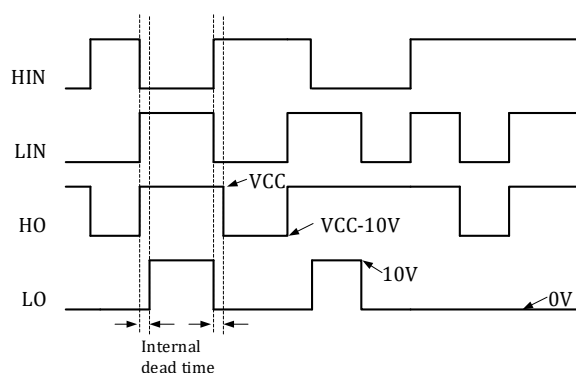 HIN
LIN
VCC
HO
VCC-10V
10V
LO
0V
Internal
dead time